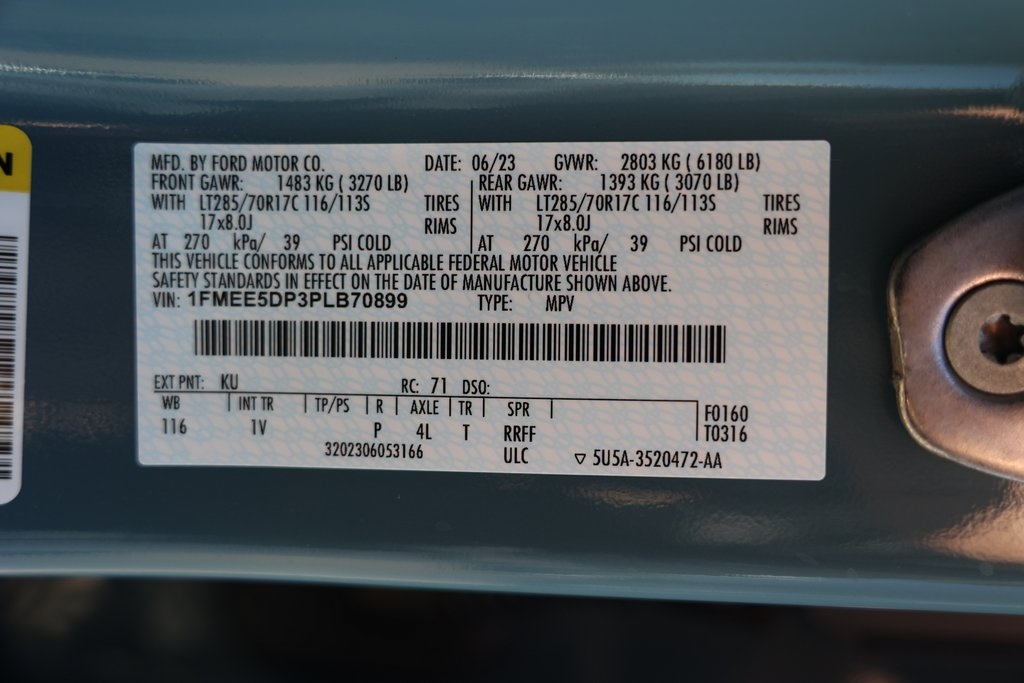 N
MFD. BY FORD MOTOR CO. DATE: 06/23 GVWR: 2803 KG ( 6180 LB)
FRONT GAWR: 1483 KG ( 3270 LB) REAR GAWR: 1393 KG ( 3070 LB)
WITH LT285/70R17C 116/113S TIRES WITH LT285/70R17C 116/113S TIRES
17x8.0J RIMS 17x8.0J RIMS
AT 270 kPa/ 39 PSI COLD AT 270 kPa/ 39 PSI COLD
THIS VEHICLE CONFORMS TO ALL APPLICABLE FEDERAL MOTOR VEHICLE
SAFETY STANDARDS IN EFFECT ON THE DATE OF MANUFACTURE SHOWN ABOVE.
VIN: 1FMEE5DP3PLB70899 TYPE: MPV
EXT PNT: KU RC: 71 DSO:
WB INT TR TP/PS R AXLE TR SPR F0160
116 1V P 4L T RRFF T0316
3202306053166 ULC 5U5A-3520472-AA